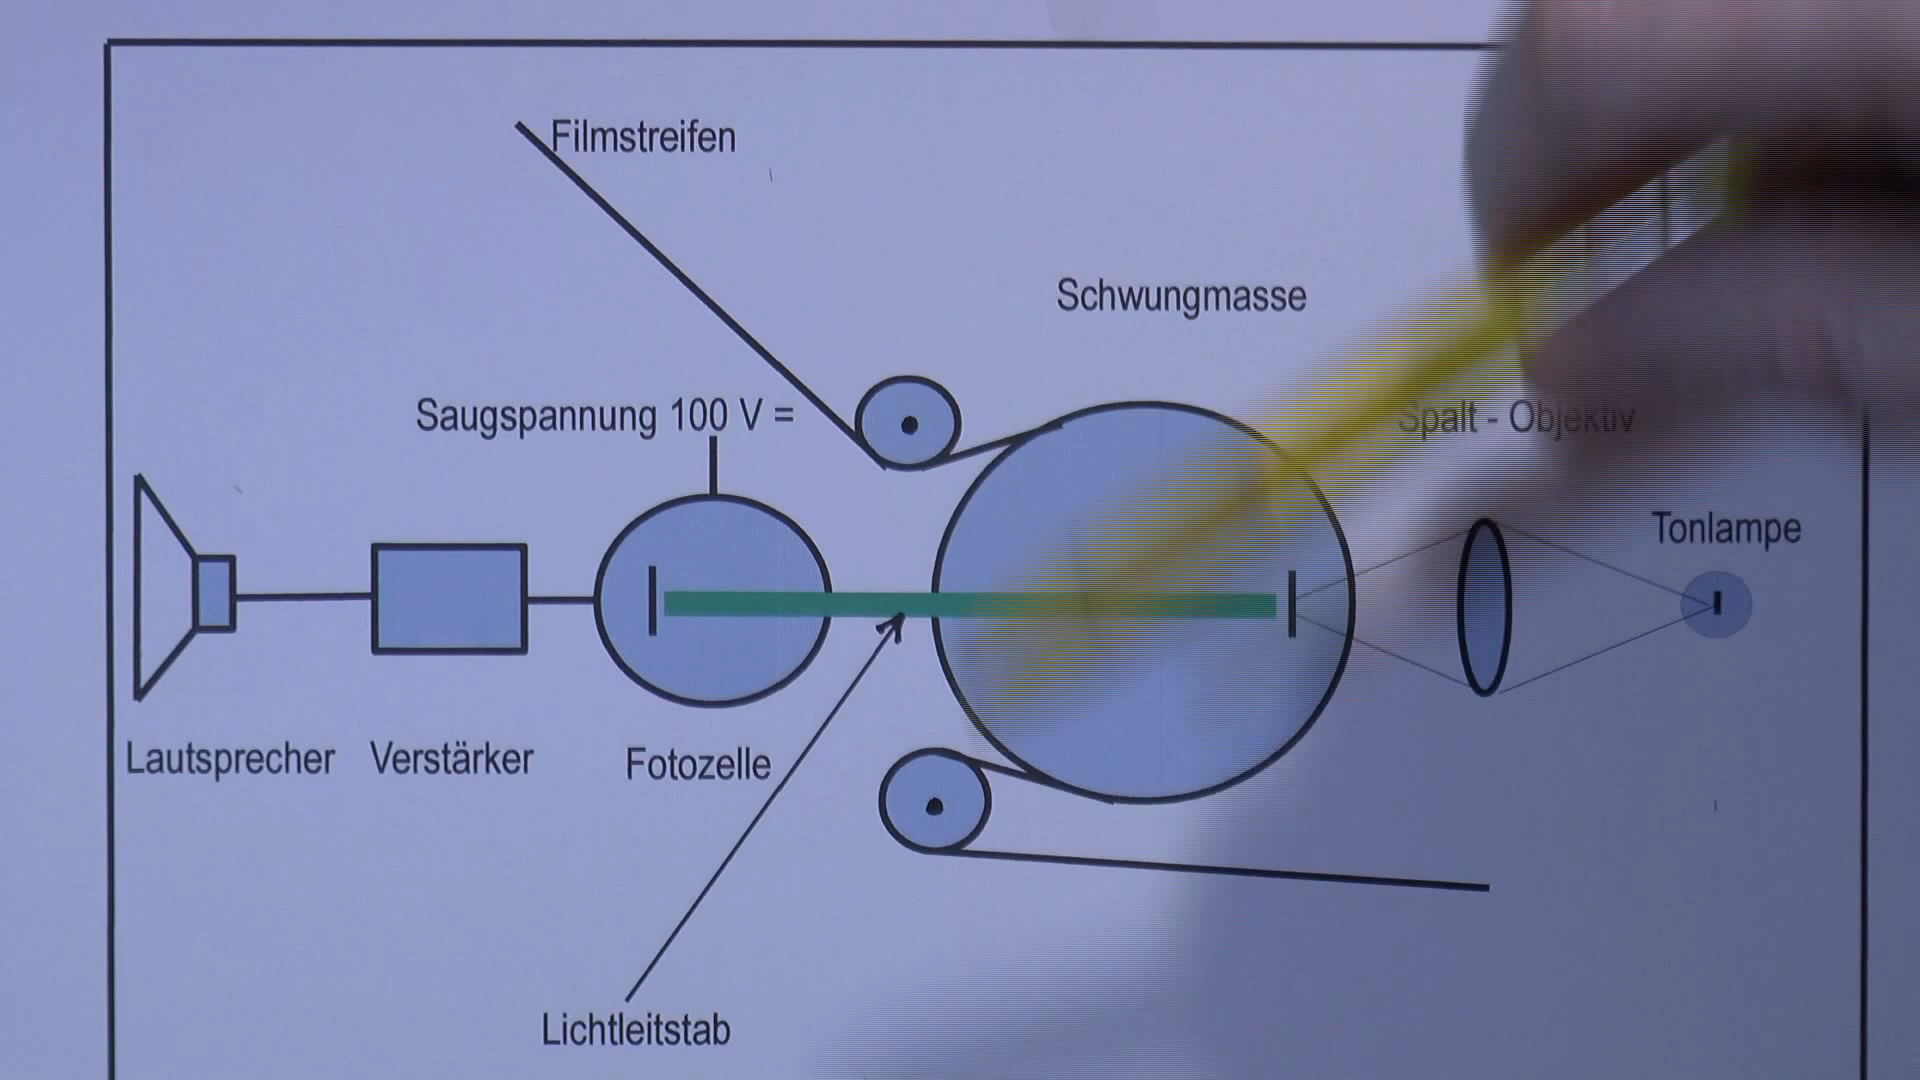 Filmstreifen
Schwungmasse
Saugspannung 100 V =
Spalt - Objektiv
Tonlampe
Lautsprecher
Verstärker
Fotozelle
Lichtleitstab